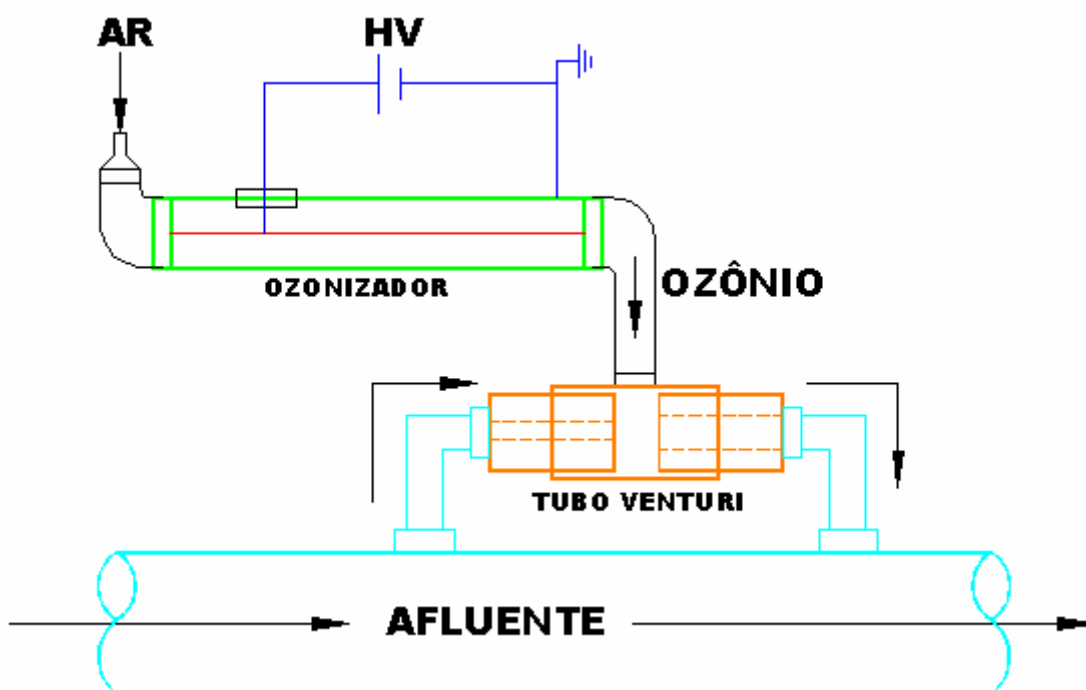 AR
HV
OZONIZADOR
OZÔNIO
TUBO VENTURI
AFLUENTE